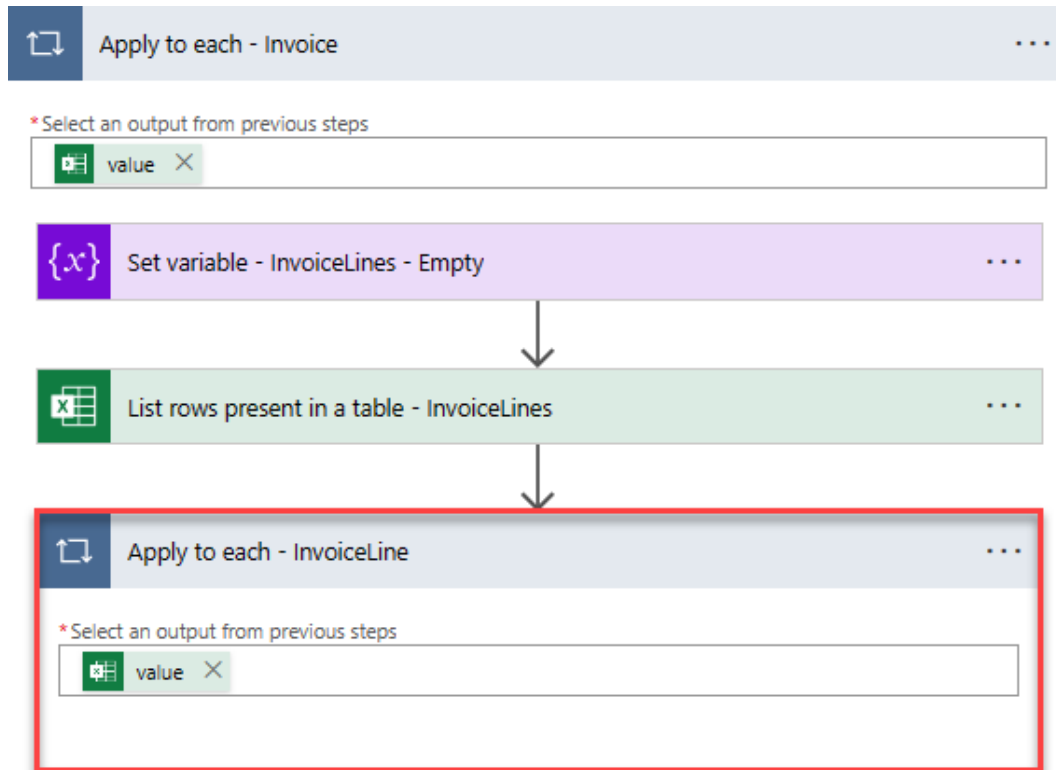 Apply to each - Invoice
* Select an output from previous steps
value
{x} Set variable - InvoiceLines - Empty
List rows present in a table - InvoiceLines
Apply to each - InvoiceLine
* Select an output from previous steps
value